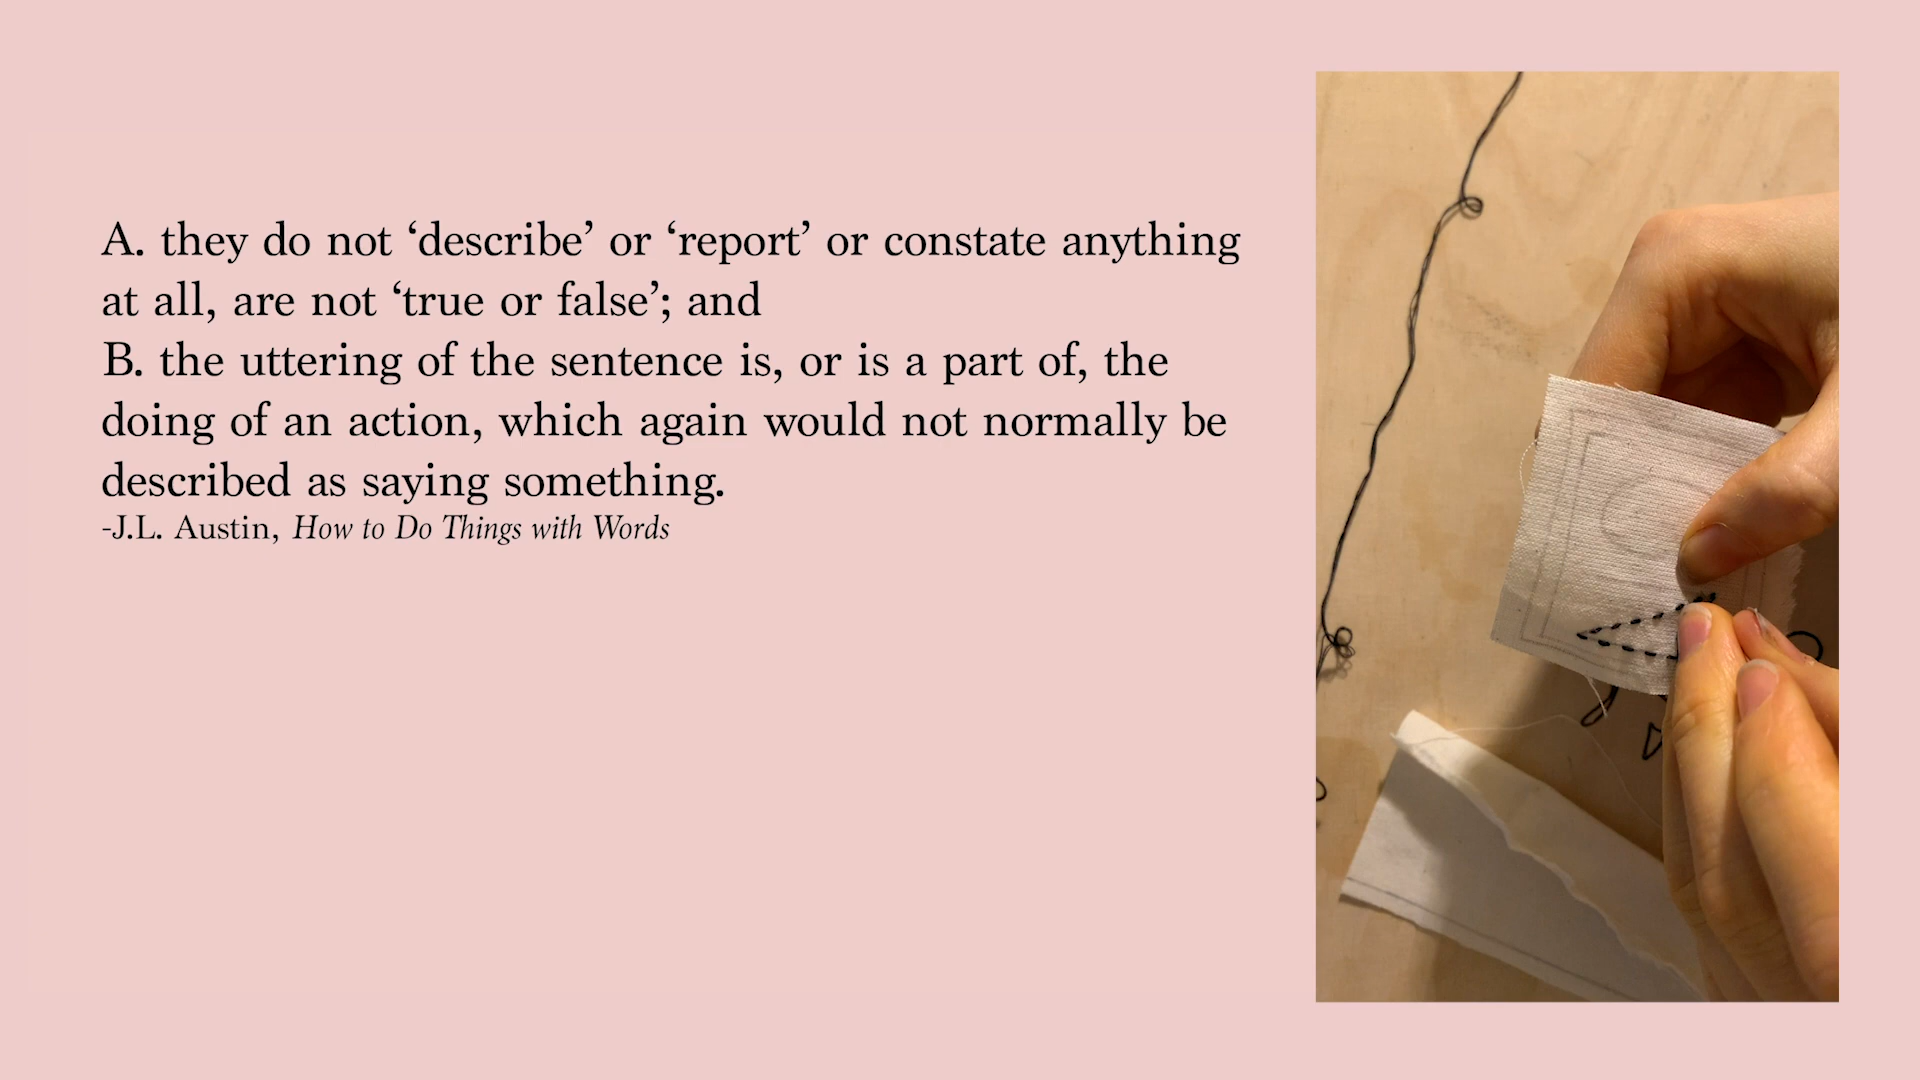 A. they do not ‘describe’ or ‘report’ or constate anything
at all, are not ‘true or false’; and
B. the uttering of the sentence is, or is a part of, the
doing of an action, which again would not normally be
described as saying something.
-J.L. Austin, How to Do Things with Words